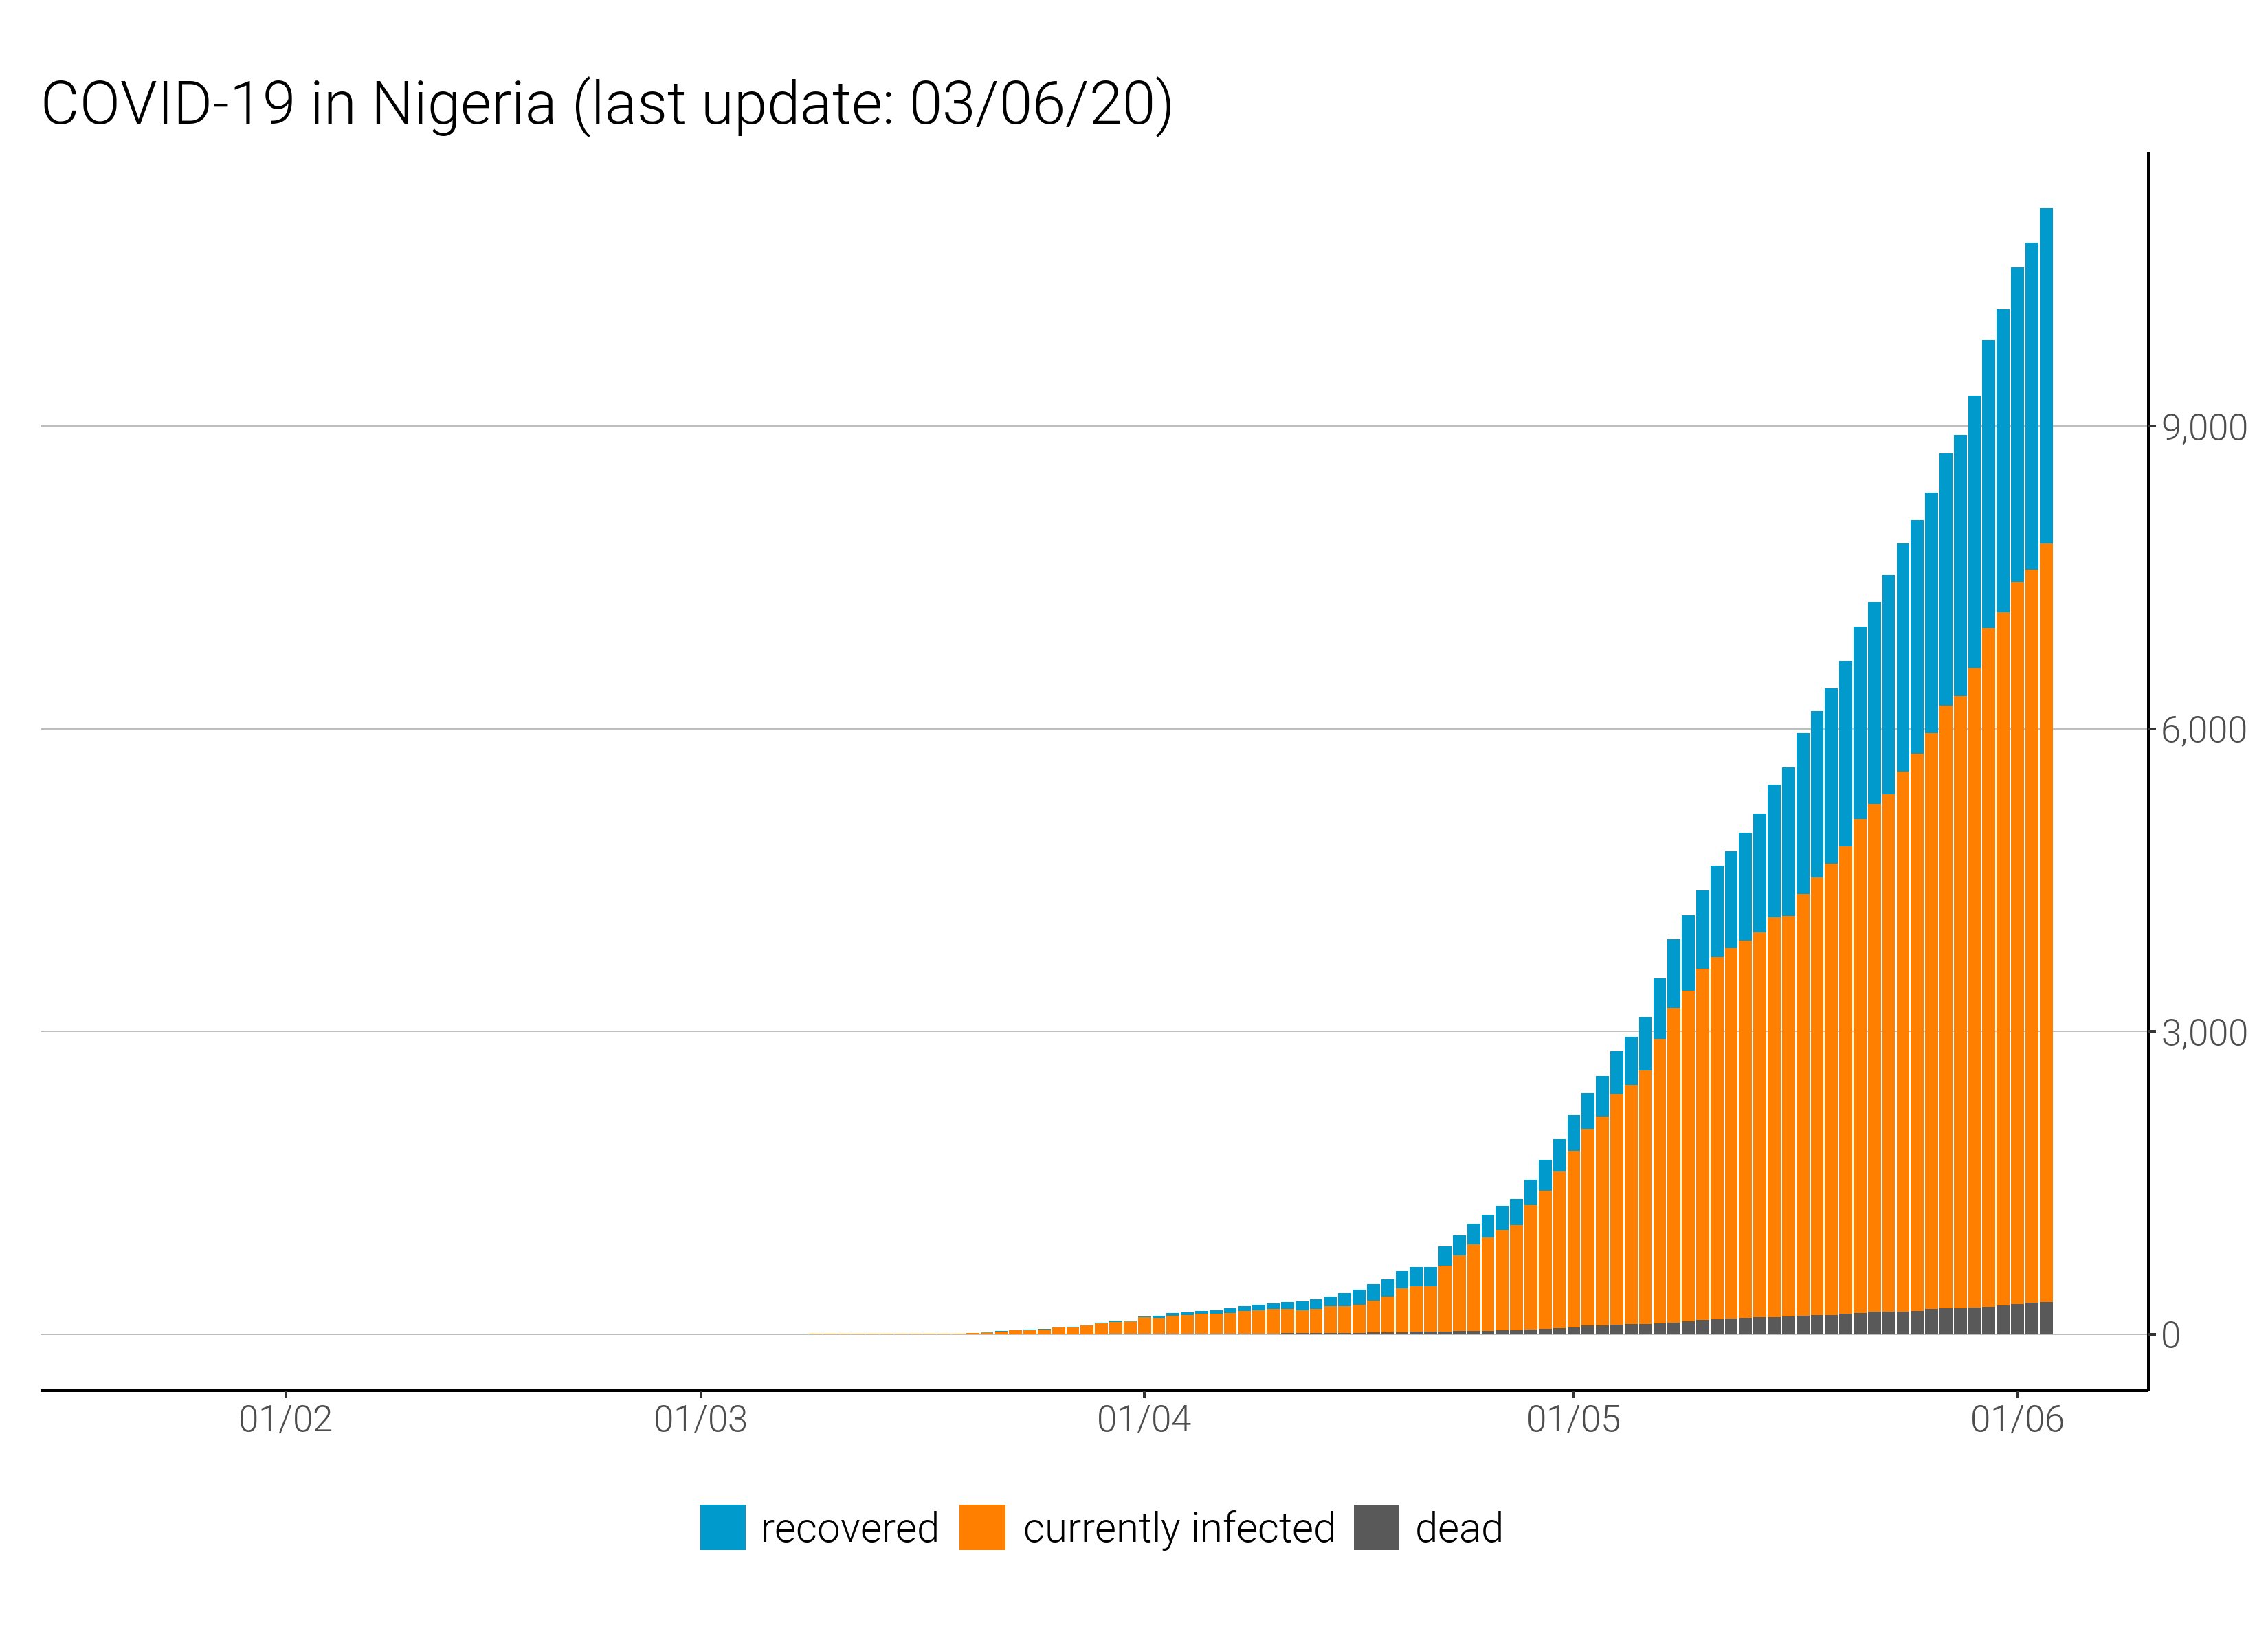 COVID-19 in Nigeria (last update: 03/06/20)
9,000
6,000
3,000
0
01/02 01/03 01/04 01/05 01/06
recovered currently infected dead